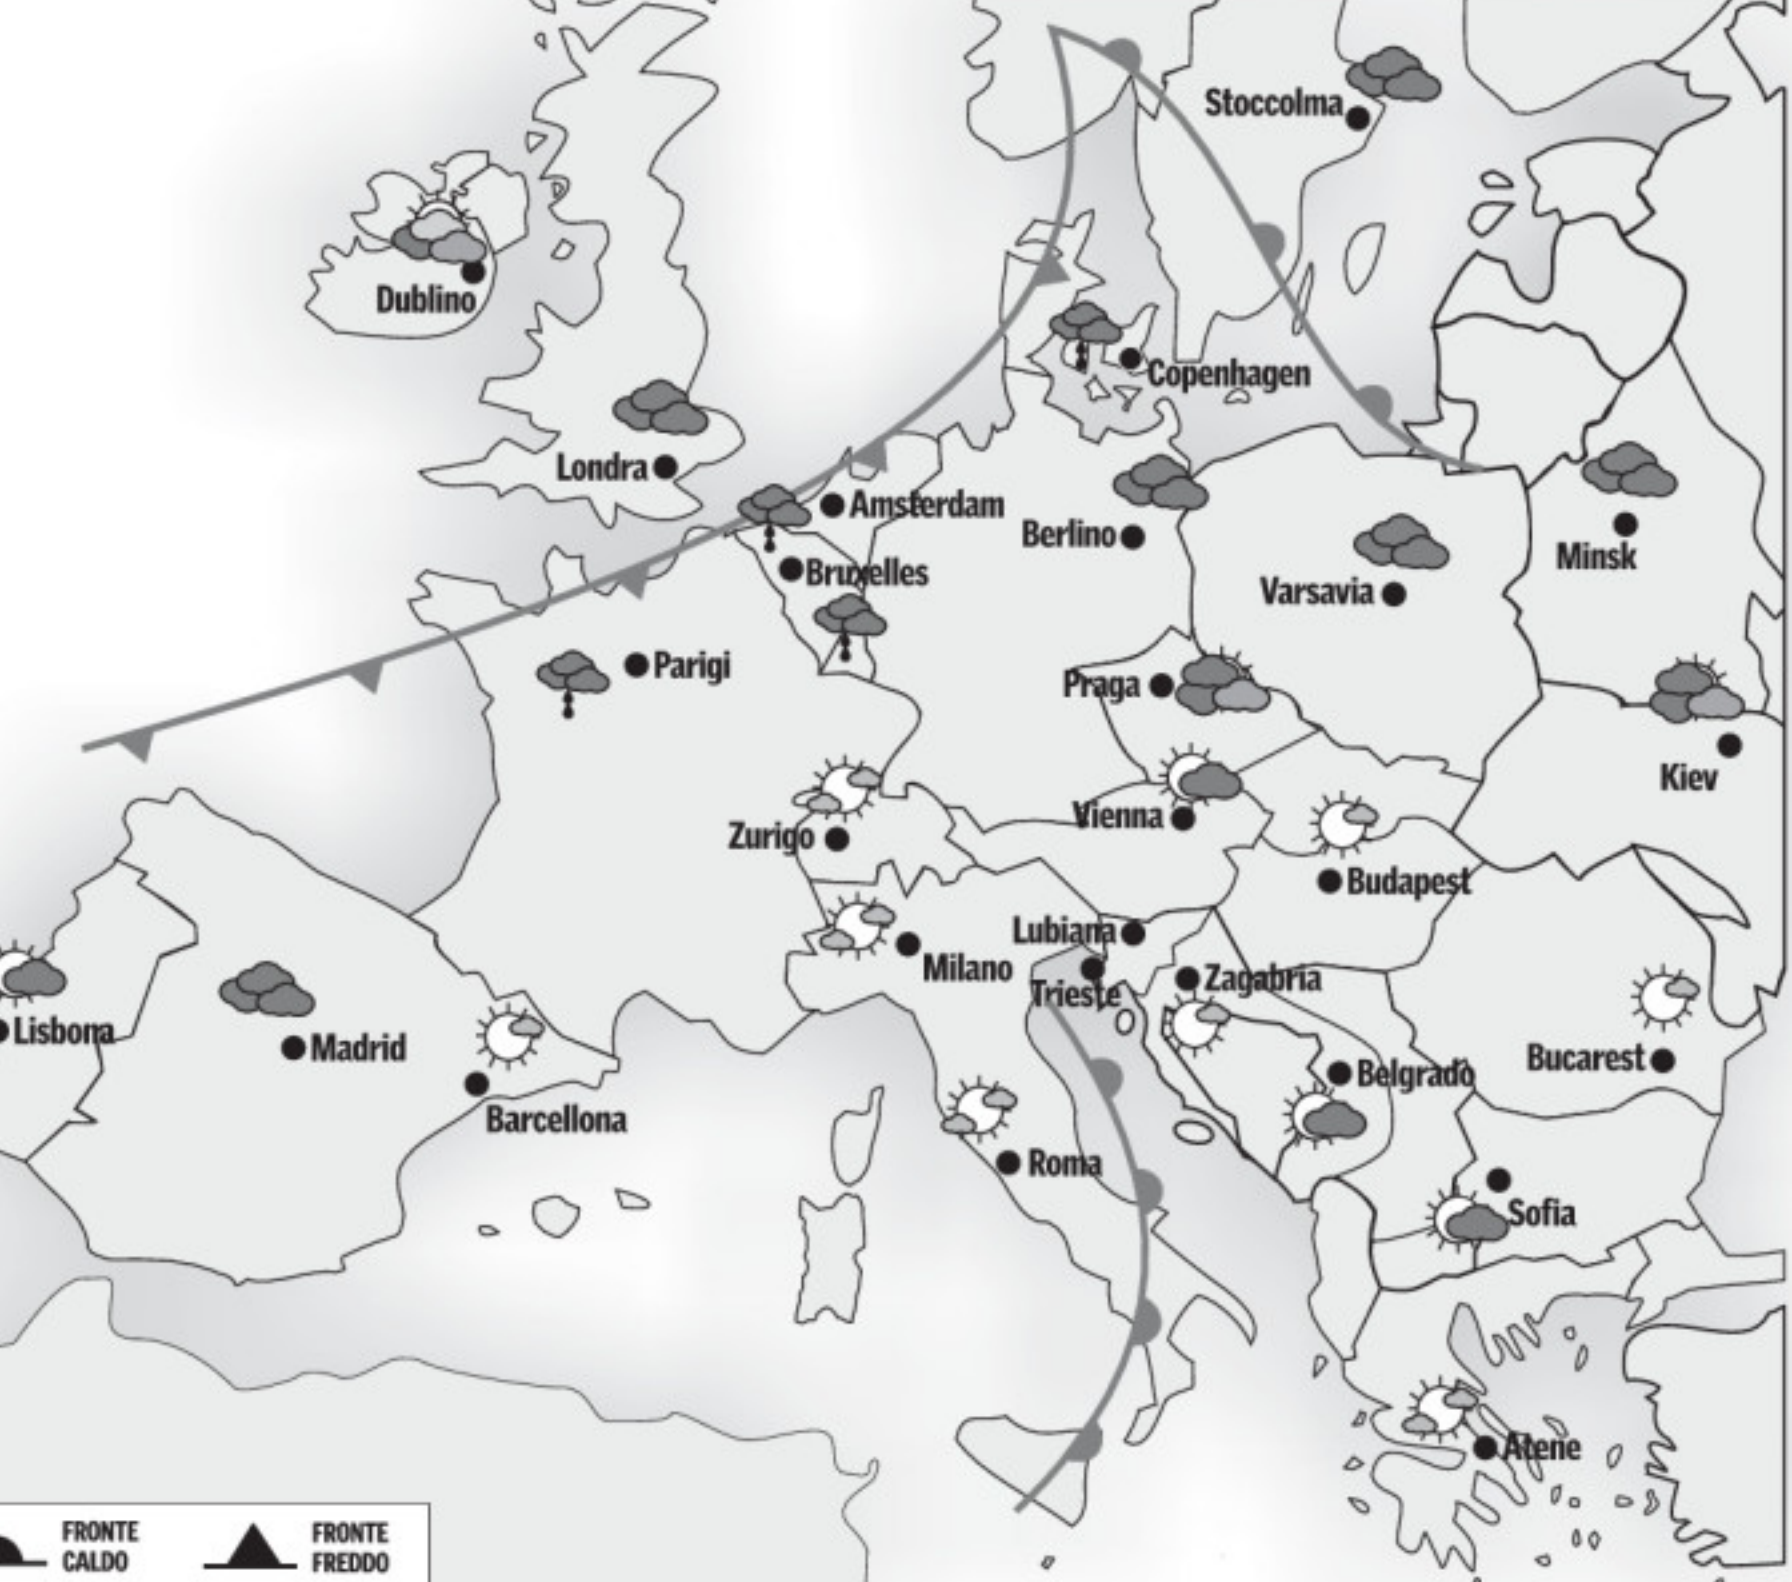 Stoccolma
Dublino
Copenhagen
Londra
Amsterdam
Berlino
Minsk
Bruxelles
Varsavia
Parigi
Praga
Kiev
Vienna
Zurigo
Budapest
Lubiana
Milano
Trieste
Zagabria
Lisbona
Madrid
Belgrado
Bucarest
Barcellona
Roma
Sofia
Atene
FRONTE
CALDO
FRONTE
FREDDO